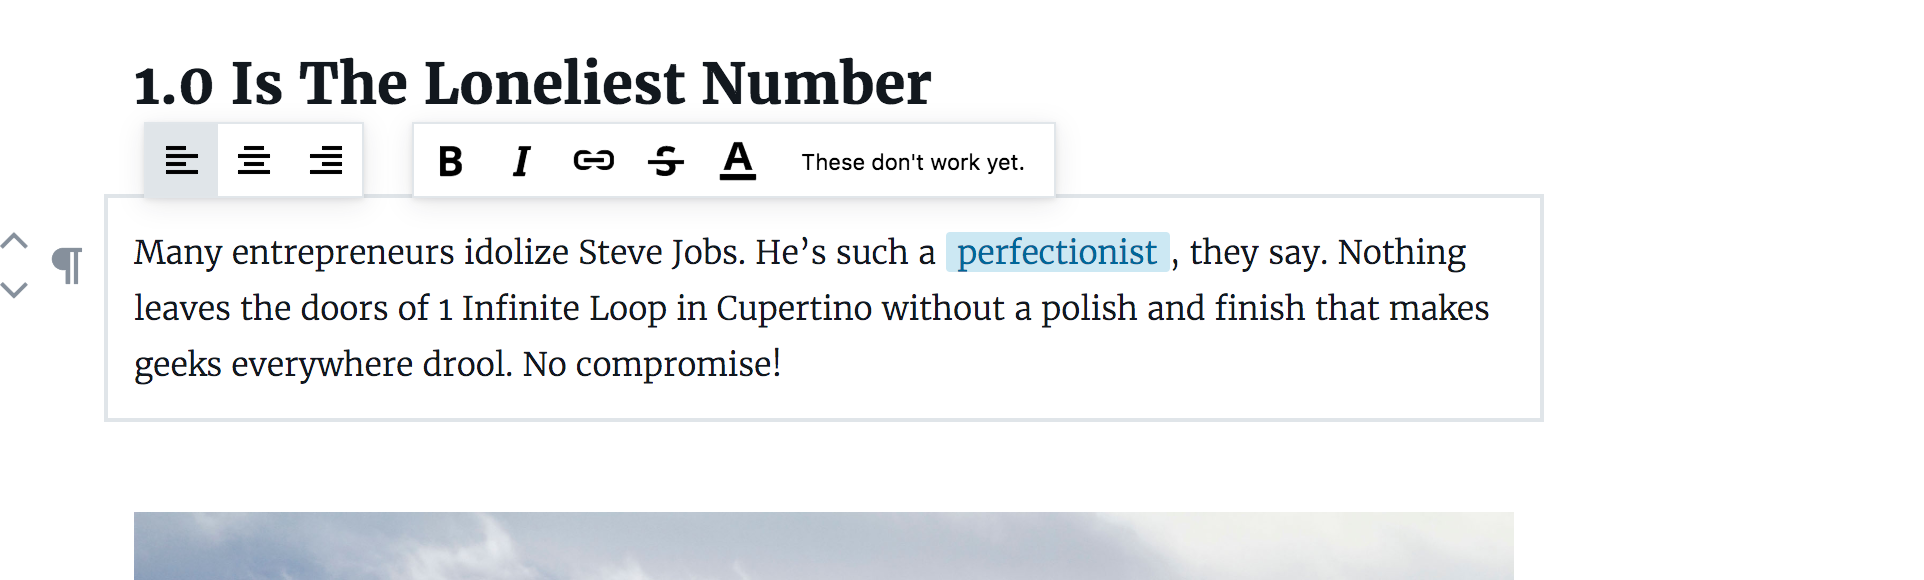 1.0 Is The Loneliest Number
B I S A These don't work yet.
Many entrepreneurs idolize Steve Jobs. He’s such a perfectionist , they say. Nothing
leaves the doors of 1 Infinite Loop in Cupertino without a polish and finish that makes
geeks everywhere drool. No compromise!